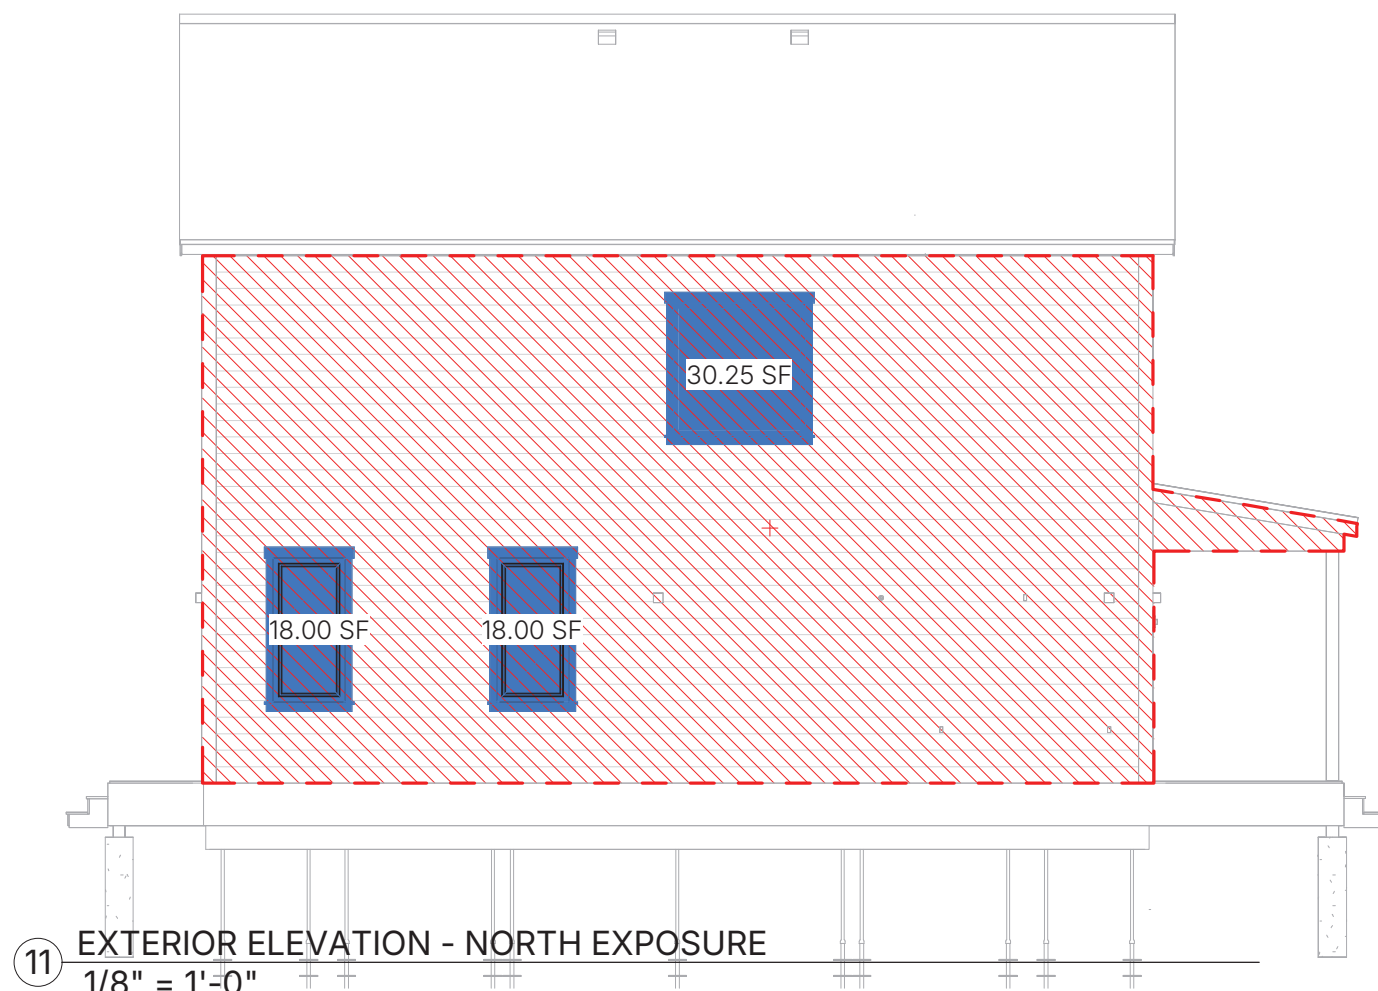 30.25 SF
18.00 SF
18.00 SF
11
EXTERIOR ELEVATION - NORTH EXPOSURE
1/8" = 1'-0"